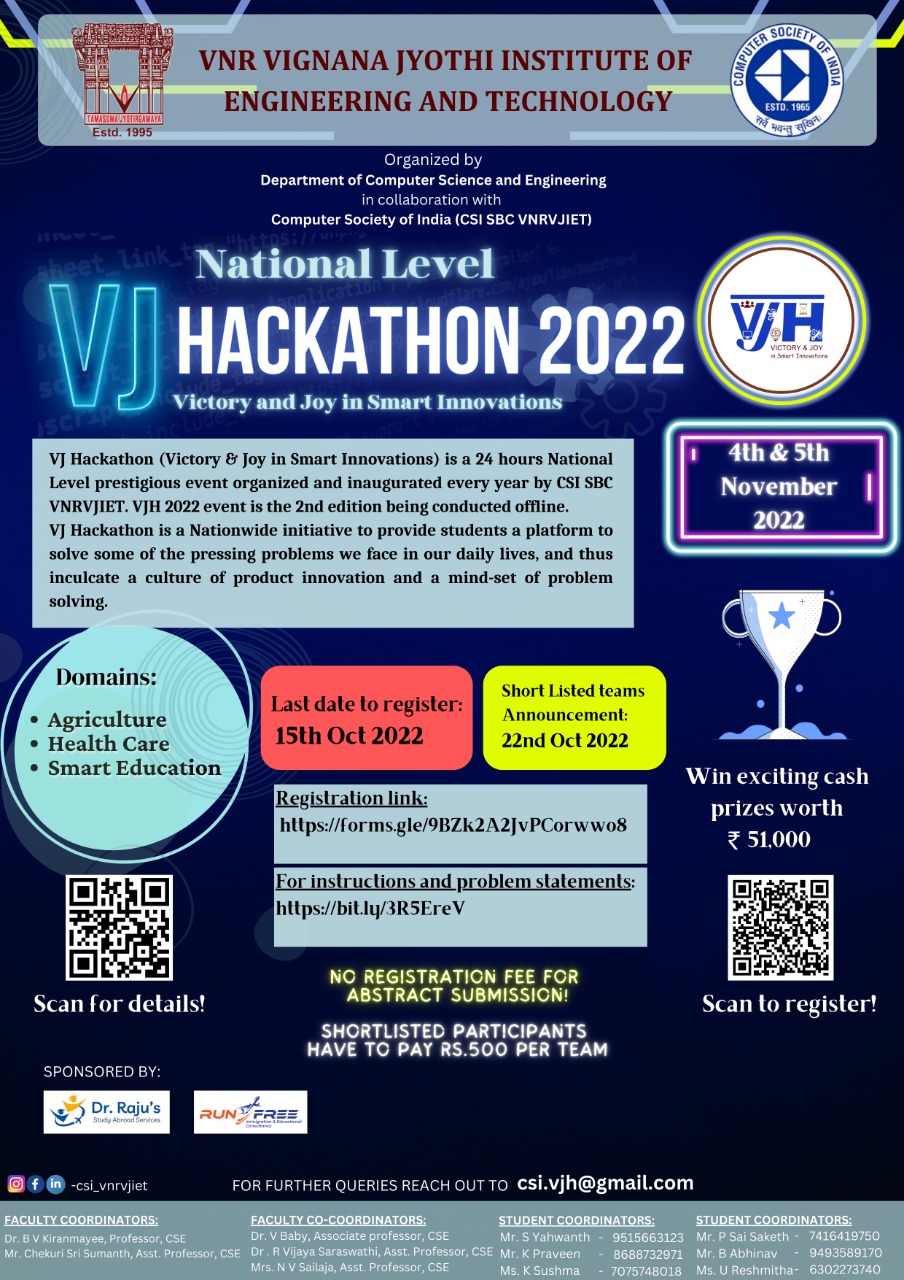 VNR VIGNANA JYOTHI INSTITUTE OF
ENGINEERING AND TECHNOLOGY
TAMASOMA JYOTIRGAMAYA
Estd. 1995
COMPUTER SOCIETY OF INDIA
ESTD. 1965
सर्वे भवन्तु सुखिनः
Organized by
Department of Computer Science and Engineering
in collaboration with
Computer Society of India (CSI SBC VNRVJIET)
National Level
VJ HACKATHON 2022
Victory and Joy in Smart Innovations
VJH
VICTORY & JOY
in Smart Innovations
4th & 5th
November
2022
VJ Hackathon (Victory & Joy in Smart Innovations) is a 24 hours National
Level prestigious event organized and inaugurated every year by CSI SBC
VNRVJIET. VJH 2022 event is the 2nd edition being conducted offline.
VJ Hackathon is a Nationwide initiative to provide students a platform to
solve some of the pressing problems we face in our daily lives, and thus
inculcate a culture of product innovation and a mind-set of problem
solving.
Domains:
• Agriculture
• Health Care
• Smart Education
Last date to register:
15th Oct 2022
Short Listed teams
Announcement:
22nd Oct 2022
Win exciting cash
prizes worth
₹ 51,000
Registration link:
https://forms.gle/9BZk2A2JvPCorwwo8
For instructions and problem statements:
https://bit.ly/3R5EreV
Scan for details!
Scan to register!
NO REGISTRATION FEE FOR
ABSTRACT SUBMISSION!
SHORTLISTED PARTICIPANTS
HAVE TO PAY RS.500 PER TEAM
SPONSORED BY:
Dr. Raju's
Study Abroad Services
RUN FREE
Immigration & Educational
Consultancy
-csi_vnrvjiet
FOR FURTHER QUERIES REACH OUT TO csi.vjh@gmail.com
FACULTY COORDINATORS:
Dr. B V Kiranmayee, Professor, CSE
Mr. Chekuri Sri Sumanth, Asst. Professor, CSE
FACULTY CO-COORDINATORS:
Dr. V Baby, Associate professor, CSE
Dr . R Vijaya Saraswathi, Asst. Professor, CSE
Mrs. N V Sailaja, Asst. Professor, CSE
STUDENT COORDINATORS:
Mr. S Yahwanth - 9515663123
Mr. K Praveen - 8688732971
Ms. K Sushma - 7075748018
STUDENT COORDINATORS:
Mr. P Sai Saketh - 7416419750
Mr. B Abhinav - 9493589170
Ms. U Reshmitha- 6302273740